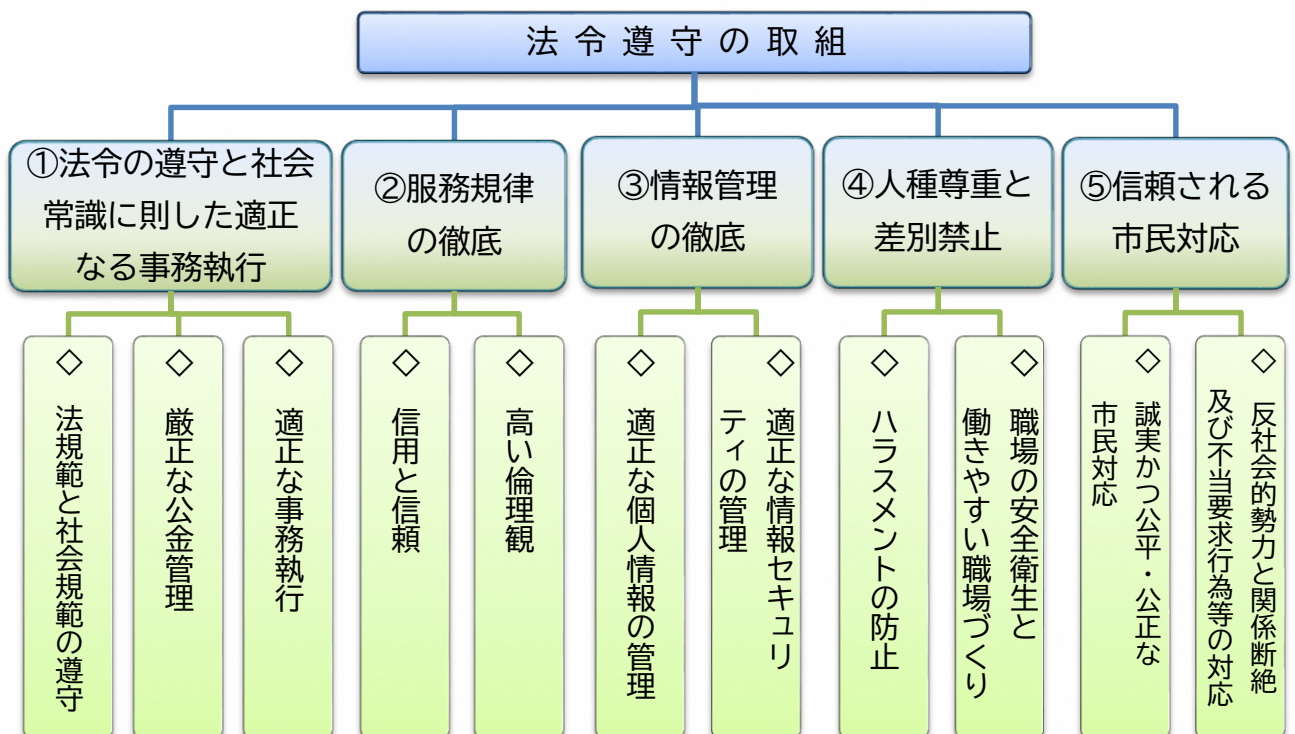 法令遵守の取組
①法令の遵守と社会
常識に則した適正
なる事務執行
②服務規律
の徹底
③情報管理
の徹底
④人種尊重と
差別禁止
⑤信頼される
市民対応
◇ 法規範と社会規範の遵守
◇ 厳正な公金管理
◇ 適正な事務執行
◇ 信用と信頼
◇ 高い倫理観
◇ 適正な個人情報の管理
◇ 適正な情報セキュリ
ティの管理
◇ ハラスメントの防止
◇ 職場の安全衛生と
働きやすい職場づくり
◇ 誠実かつ公平・公正な
市民対応
◇ 反社会的勢力と関係断絶
及び不当要求行為等の対応